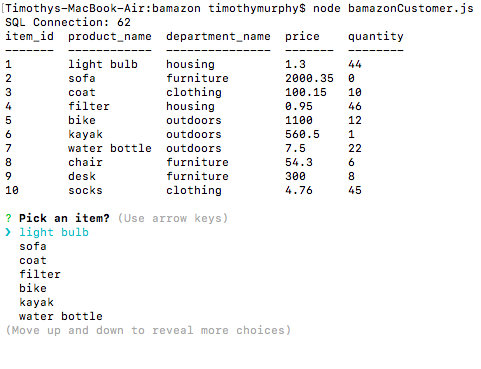 [Timothys-MacBook-Air:bamazon timothymurphy$ node bamazonCustomer.js
SQL Connection: 62
item_id  product_name  department_name  price  quantity
-------  ------------  ---------------  -------  --------
1  light bulb  housing  1.3  44
2  sofa  furniture  2000.35  0
3  coat  clothing  100.15  10
4  filter  housing  0.95  46
5  bike  outdoors  1100  12
6  kayak  outdoors  560.5  1
7  water bottle  outdoors  7.5  22
8  chair  furniture  54.3  6
9  desk  furniture  300  8
10  socks  clothing  4.76  45
? Pick an item? (Use arrow keys)
❯ light bulb
sofa
coat
filter
bike
kayak
water bottle
(Move up and down to reveal more choices)